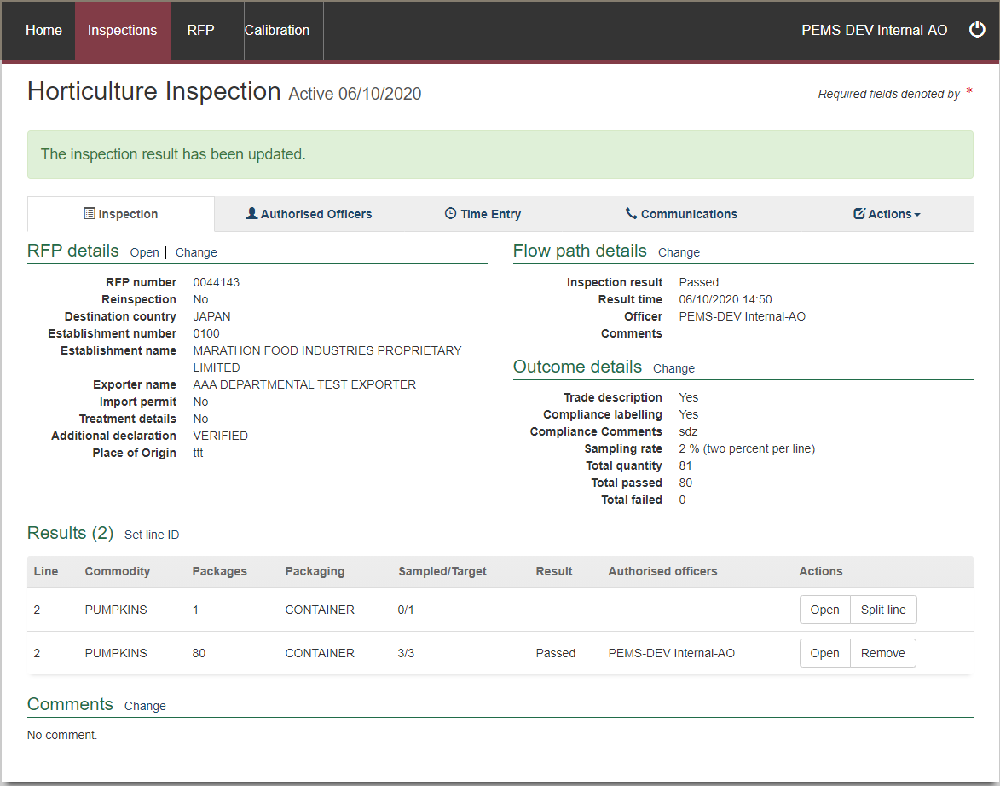 Home Inspections RFP Calibration PEMS-DEV Internal-AO
Horticulture Inspection Active 06/10/2020 Required fields denoted by *
The inspection result has been updated.
Inspection Authorised Officers Time Entry Communications Actions
RFP details Open | Change
RFP number 0044143
Reinspection No
Destination country JAPAN
Establishment number 0100
Establishment name MARATHON FOOD INDUSTRIES PROPRIETARY
LIMITED
Exporter name AAA DEPARTMENTAL TEST EXPORTER
Import permit No
Treatment details No
Additional declaration VERIFIED
Place of Origin ttt
Flow path details Change
Inspection result Passed
Result time 06/10/2020 14:50
Officer PEMS-DEV Internal-AO
Comments
Outcome details Change
Trade description Yes
Compliance labelling Yes
Compliance Comments sdz
Sampling rate 2 % (two percent per line)
Total quantity 81
Total passed 80
Total failed 0
Results (2) Set line ID
Line Commodity Packages Packaging Sampled/Target Result Authorised officers Actions
2 PUMPKINS 1 CONTAINER 0/1 Open Split line
2 PUMPKINS 80 CONTAINER 3/3 Passed PEMS-DEV Internal-AO Open Remove
Comments Change
No comment.